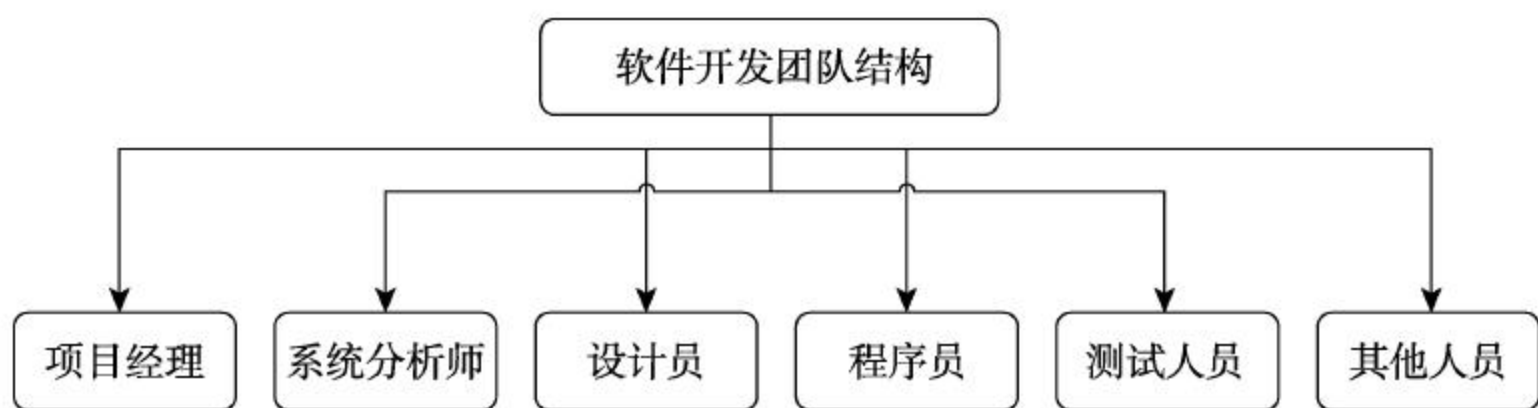 软件开发团队结构
项目经理
系统分析师
设计员
程序员
测试人员
其他人员